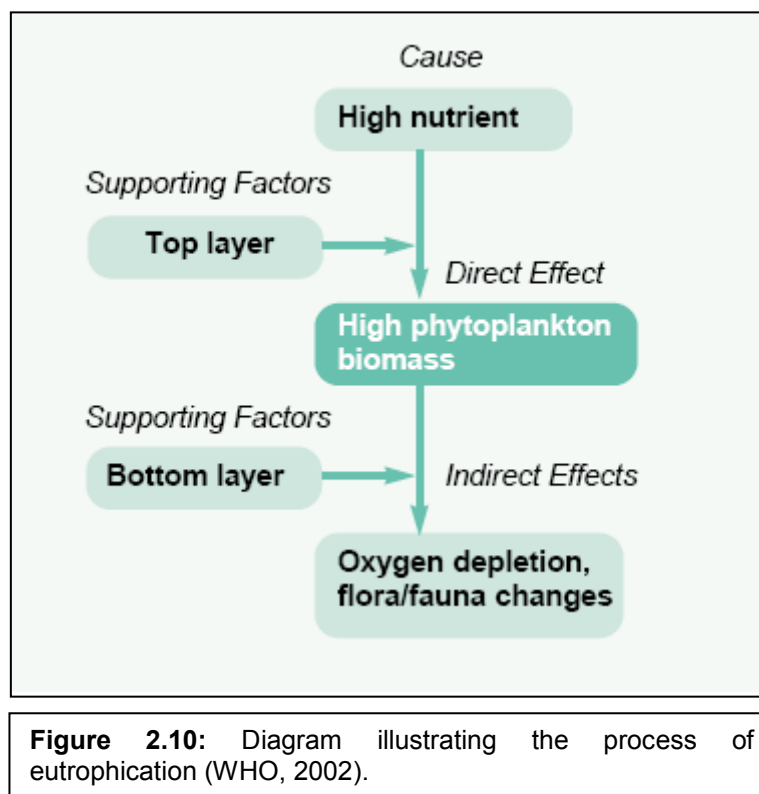 Cause
High nutrient
Supporting Factors
Top layer
Direct Effect
High phytoplankton
biomass
Supporting Factors
Bottom layer
Indirect Effects
Oxygen depletion,
flora/fauna changes
Figure 2.10: Diagram illustrating the process of
eutrophication (WHO, 2002).